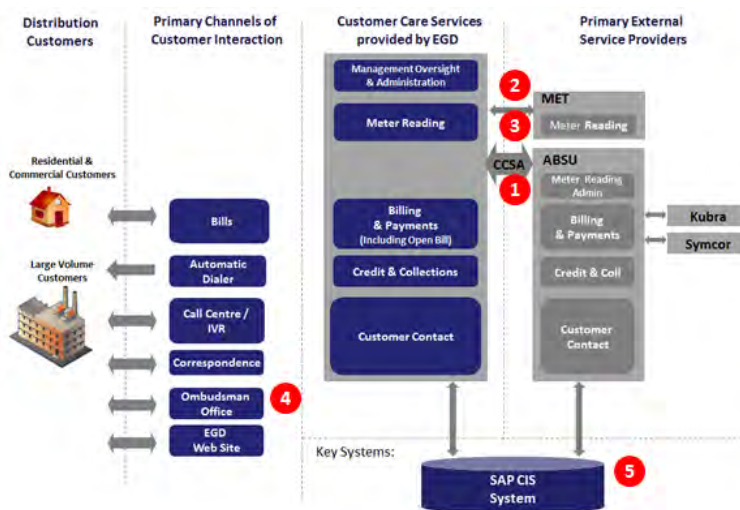 Distribution
Customers
Primary Channels of
Customer Interaction
Customer Care Services
provided by EGD
Primary External
Service Providers
Residential &
Commercial Customers
Large Volume
Customers
Bills
Automatic
Dialer
Call Centre /
IVR
Correspondence
Ombudsman
Office
4
EGD
Web Site
Management Oversight
& Administration
Meter Reading
Billing
& Payments
(Including Open Bill)
Credit & Collections
Customer Contact
2
3
CCSA
1
MET
Meter Reading
ABSU
Meter Reading
Admin
Billing
& Payments
Credit & Coll
Customer
Contact
Kubra
Symcor
Key Systems:
SAP CIS
System
5